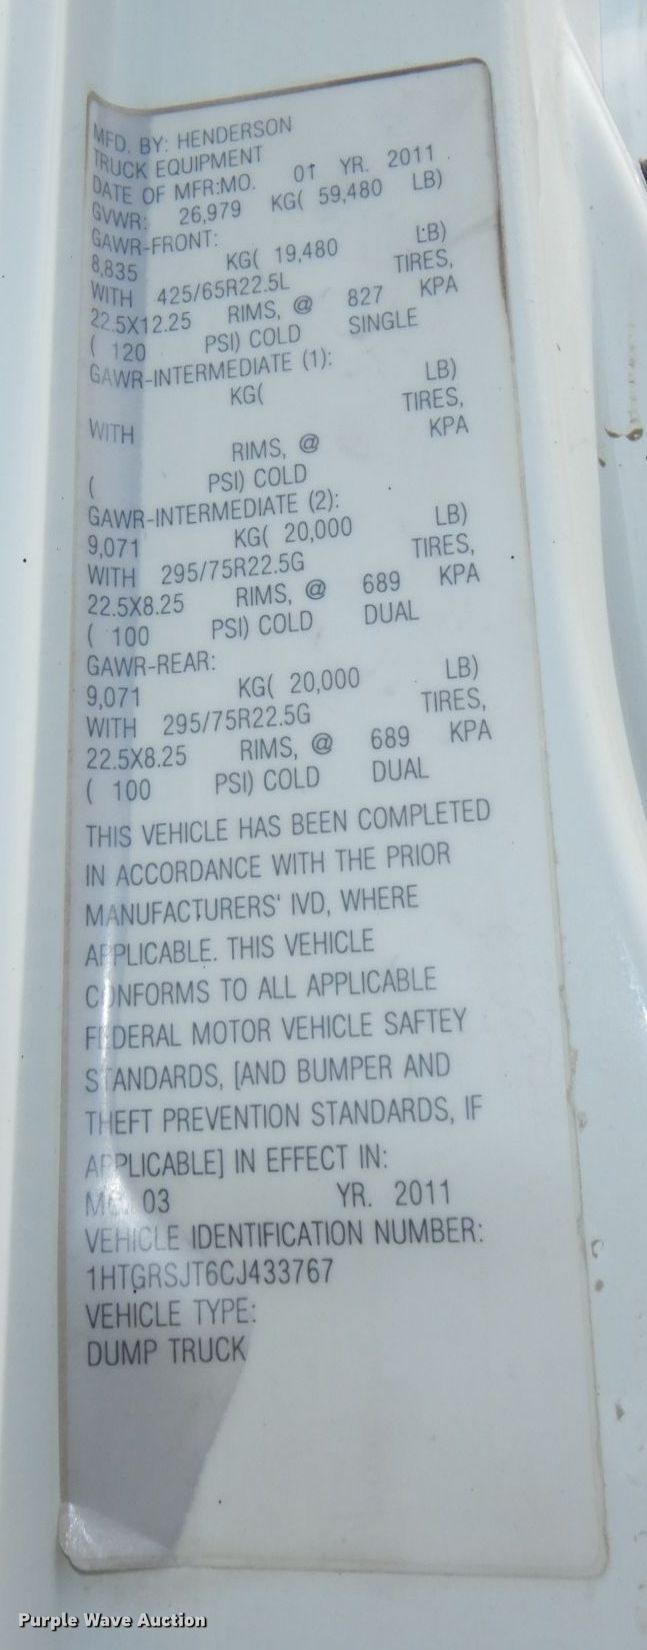 MFD. BY: HENDERSON
TRUCK EQUIPMENT
DATE OF MFR:MO. 01 YR. 2011
GVWR: 26,979 KG( 59,480 LB)
GAWR-FRONT:
8,835 KG( 19,480 LB)
WITH 425/65R22.5L TIRES,
22.5X12.25 RIMS, @ 827 KPA
( 120 PSI) COLD SINGLE
GAWR-INTERMEDIATE (1):
KG( LB)
WITH TIRES,
RIMS, @ KPA
( PSI) COLD
GAWR-INTERMEDIATE (2):
9,071 KG( 20,000 LB)
WITH 295/75R22.5G TIRES,
22.5X8.25 RIMS, @ 689 KPA
( 100 PSI) COLD DUAL
GAWR-REAR:
9,071 KG( 20,000 LB)
WITH 295/75R22.5G TIRES,
22.5X8.25 RIMS, @ 689 KPA
( 100 PSI) COLD DUAL
THIS VEHICLE HAS BEEN COMPLETED
IN ACCORDANCE WITH THE PRIOR
MANUFACTURERS' IVD, WHERE
APPLICABLE. THIS VEHICLE
CONFORMS TO ALL APPLICABLE
FEDERAL MOTOR VEHICLE SAFTEY
STANDARDS, [AND BUMPER AND
THEFT PREVENTION STANDARDS, IF
APPLICABLE] IN EFFECT IN:
MO. 03 YR. 2011
VEHICLE IDENTIFICATION NUMBER:
1HTGRSJT6CJ433767
VEHICLE TYPE:
DUMP TRUCK
Purple Wave Auction